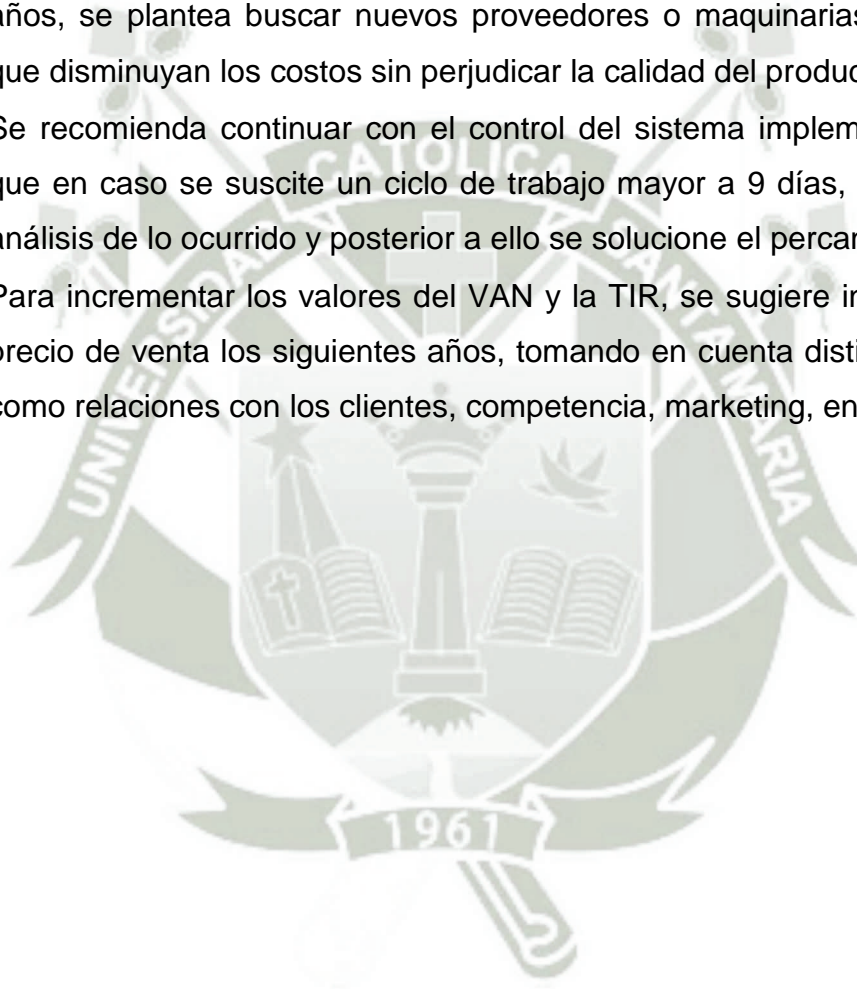 años, se plantea buscar nuevos proveedores o maquinarias
que disminuyan los costos sin perjudicar la calidad del produc
Se recomienda continuar con el control del sistema implem
que en caso se suscite un ciclo de trabajo mayor a 9 días,
análisis de lo ocurrido y posterior a ello se solucione el percan
Para incrementar los valores del VAN y la TIR, se sugiere in
precio de venta los siguientes años, tomando en cuenta disti
como relaciones con los clientes, competencia, marketing, en
UNIVERSIDAD CATOLICA SANTA MARIA
1961